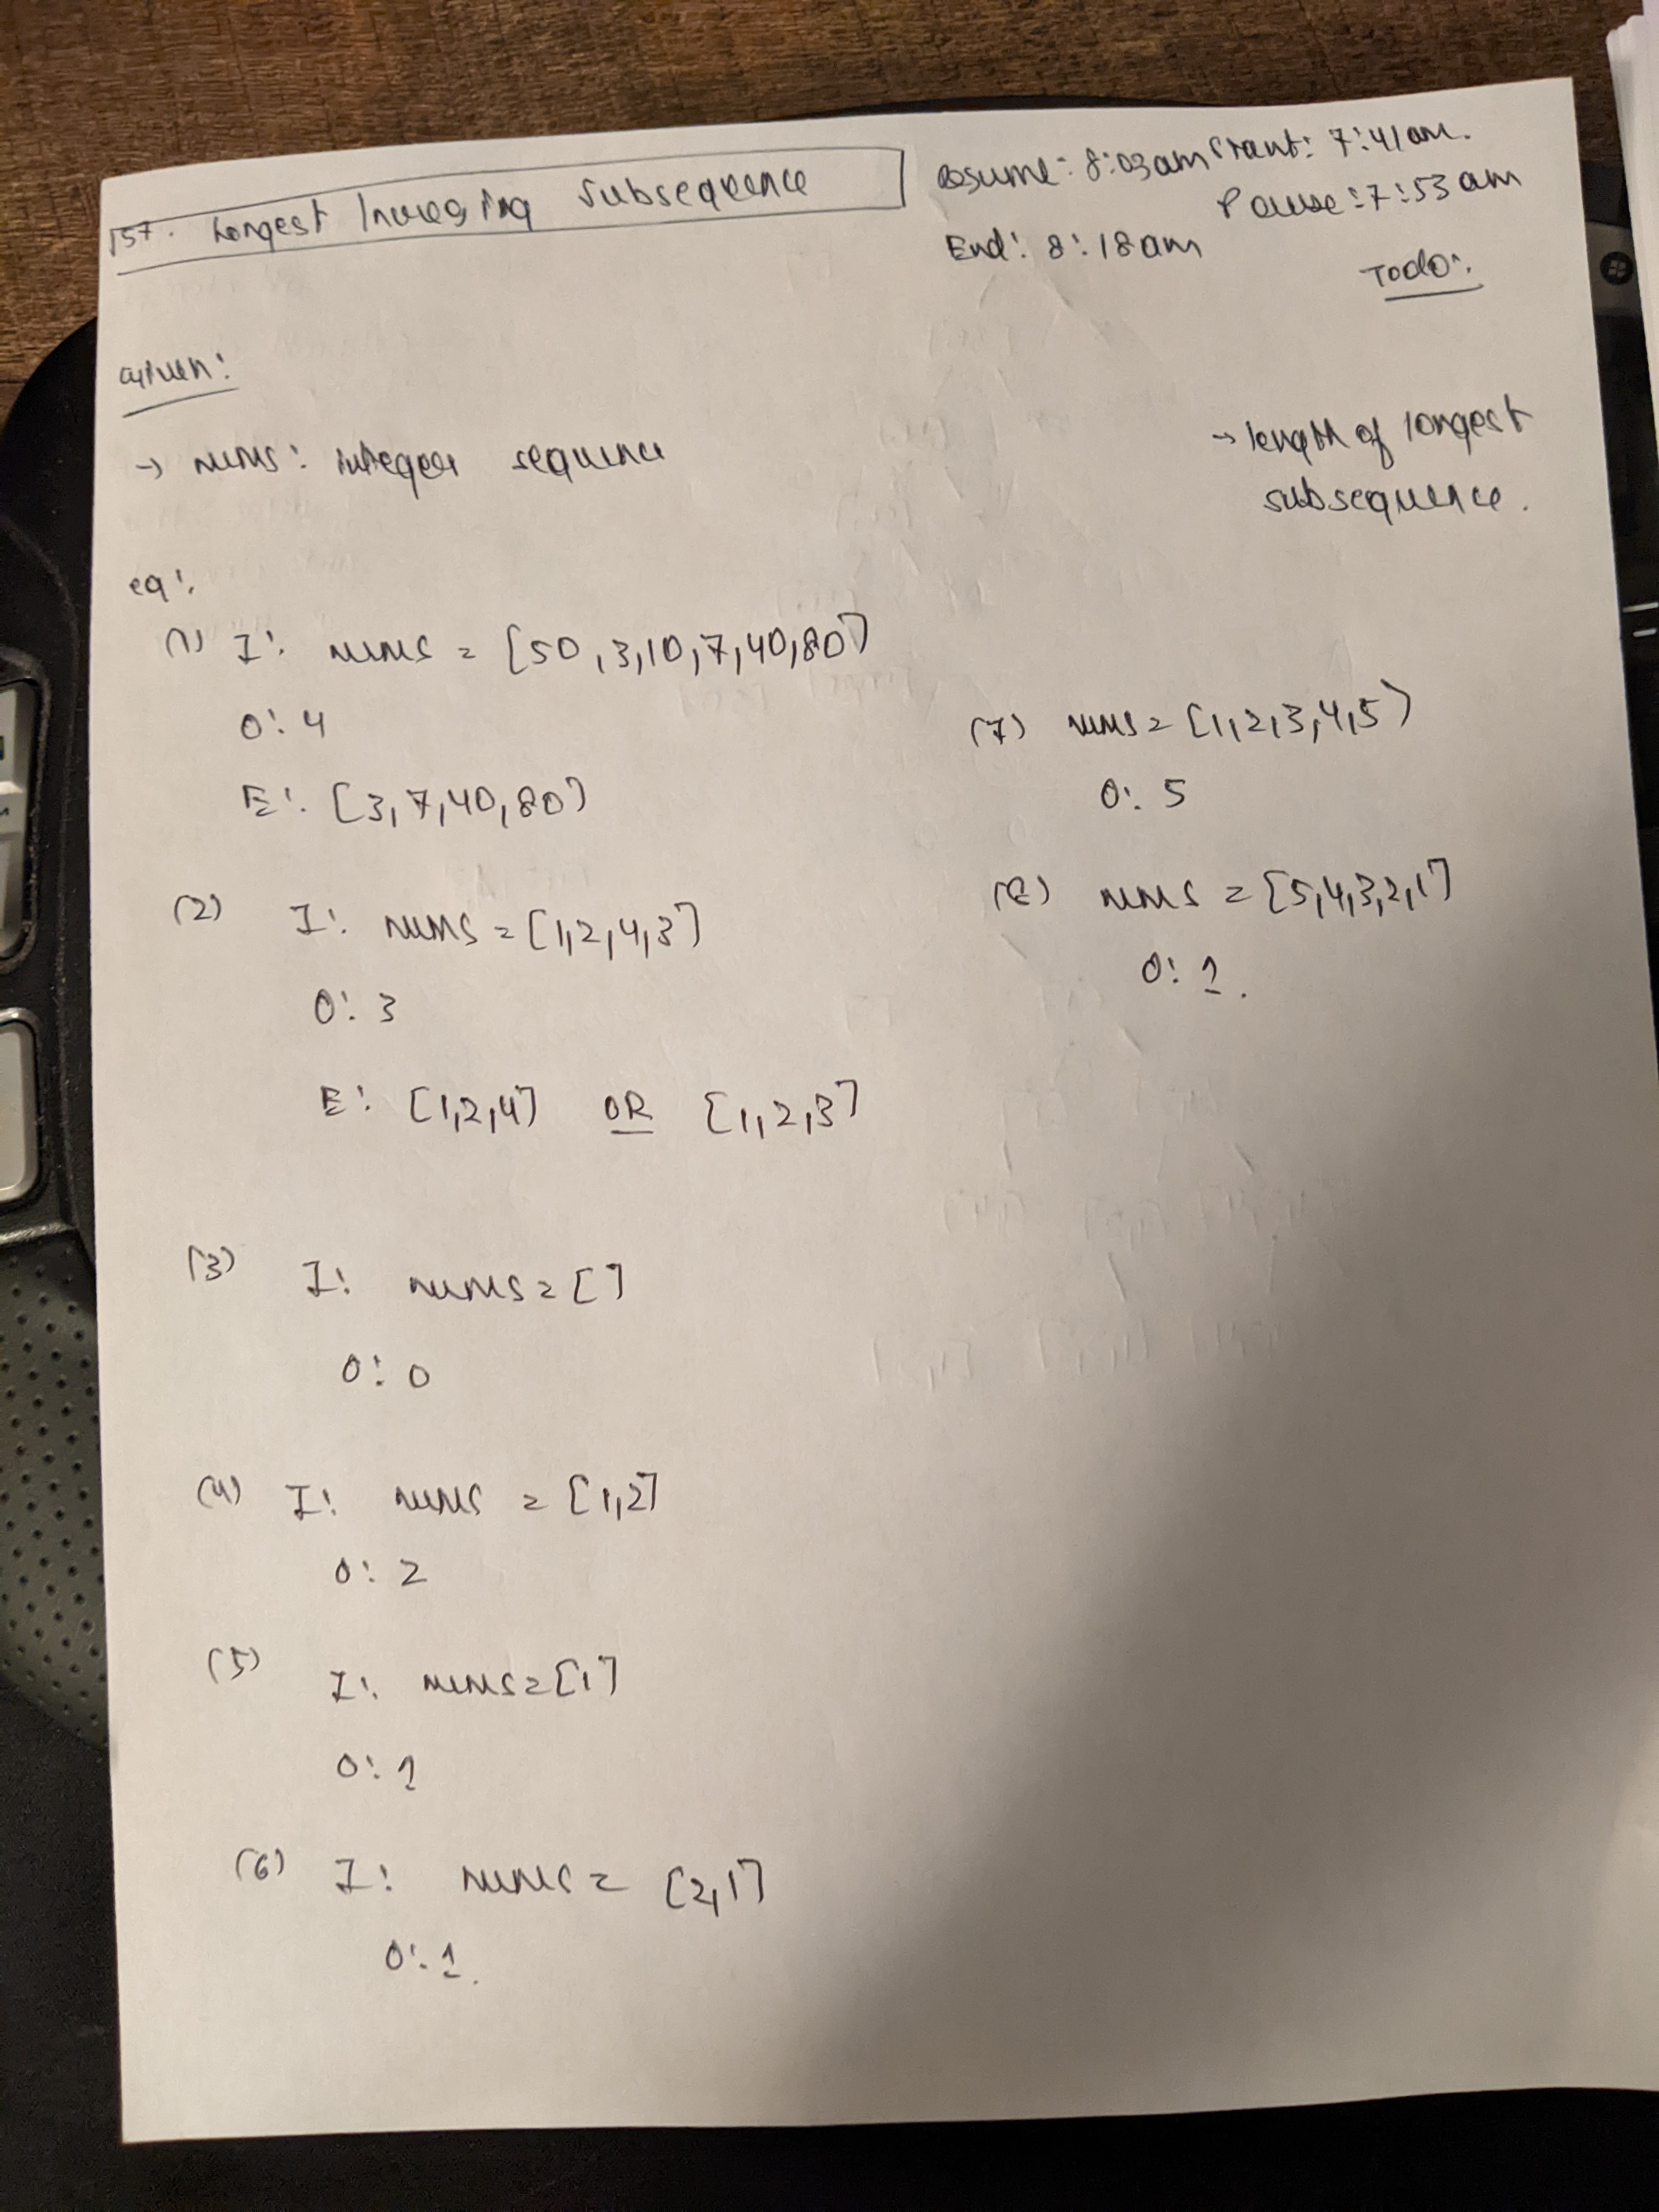 157. Longest Increasing Subsequence
Resume: 8:03am Start: 7:41am.
Pause: 7:53am
End: 8:18am
Todo:
Given:
→ nums: integer sequence
→ length of longest
subsequence.
eg:
(1) I: nums = [50,3,10,7,40,80]
O: 4
E: [3,7,40,80]
(2) I: nums = [1,2,4,3]
O: 3
E: [1,2,4] OR [1,2,3]
(3) I: nums = []
O: 0
(4) I: nums = [1,2]
O: 2
(5) I: nums = [1]
O: 1
(6) I: nums = [2,1]
O: 1.
(7) nums = [1,2,3,4,5]
O: 5
(8) nums = [5,4,3,2,1]
O: 1.